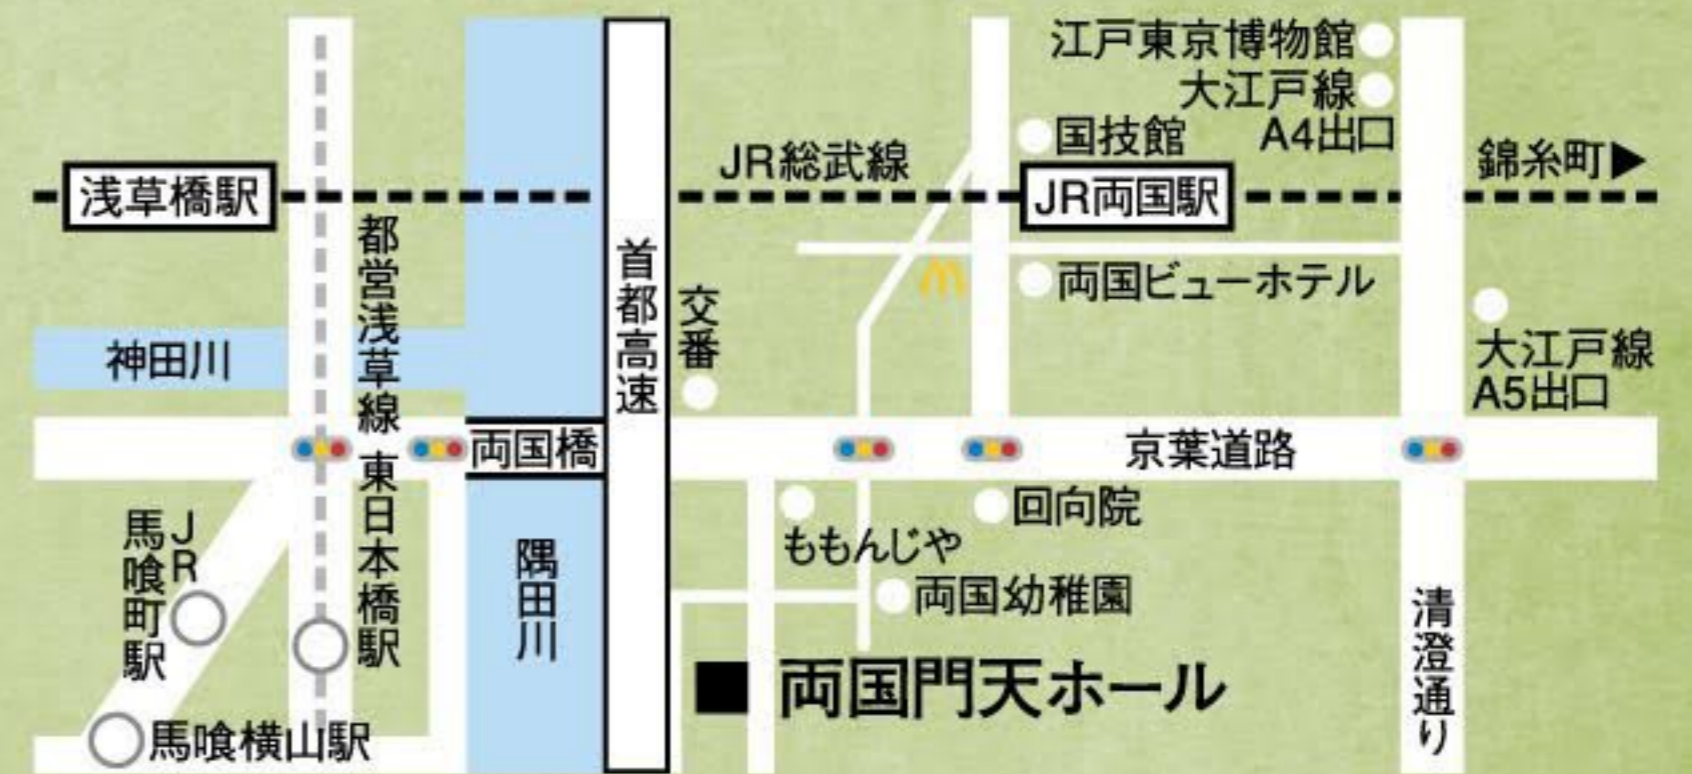 江戸東京博物館
大江戸線
A4出口
国技館
JR総武線
錦糸町▶
浅草橋駅
JR両国駅
都営浅草線
首都高速
交番
両国ビューホテル
神田川
大江戸線
A5出口
両国橋
京葉道路
東日本橋駅
JR
馬喰町駅
隅田川
ももんじや
回向院
両国幼稚園
清澄通り
■ 両国門天ホール
馬喰横山駅